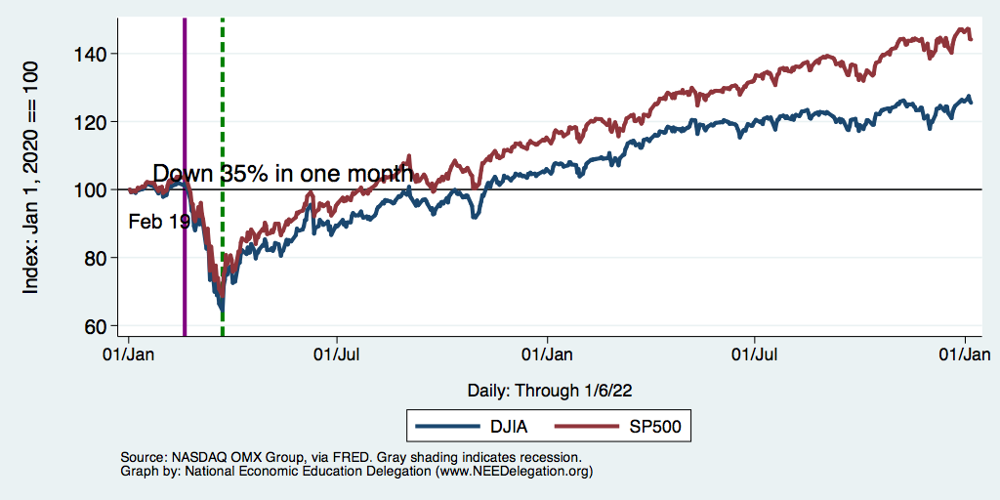 Index: Jan 1, 2020 == 100
140
120
100
80
60
Down 35% in one month
Feb 19
01/Jan 01/Jul 01/Jan 01/Jul 01/Jan
Daily: Through 1/6/22
DJIA SP500
Source: NASDAQ OMX Group, via FRED. Gray shading indicates recession.
Graph by: National Economic Education Delegation (www.NEEDelegation.org)